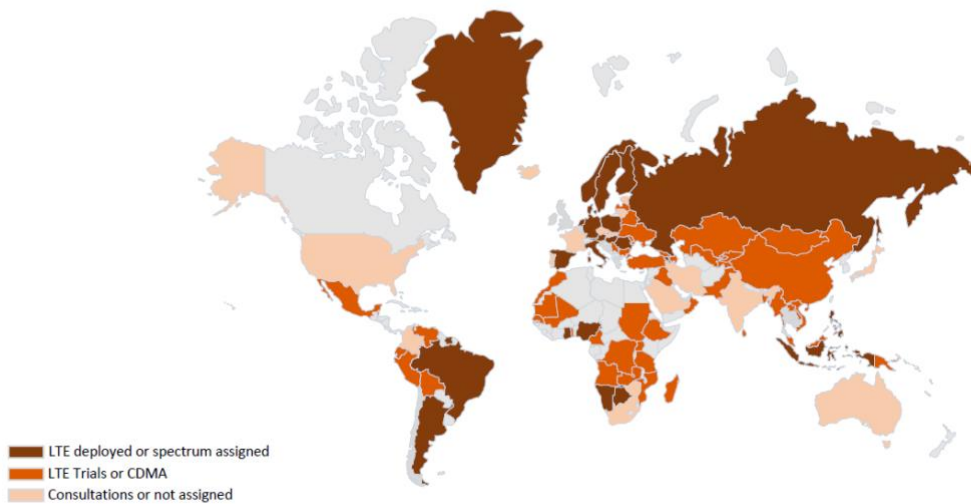 LTE deployed or spectrum assigned
LTE Trials or CDMA
Consultations or not assigned